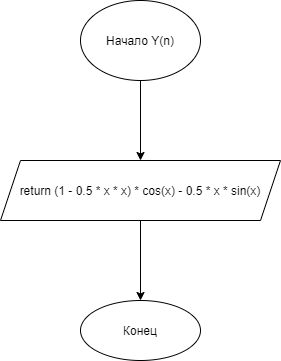 Начало Y(n)
return (1 - 0.5 * x * x) * cos(x) - 0.5 * x * sin(x)
Конец